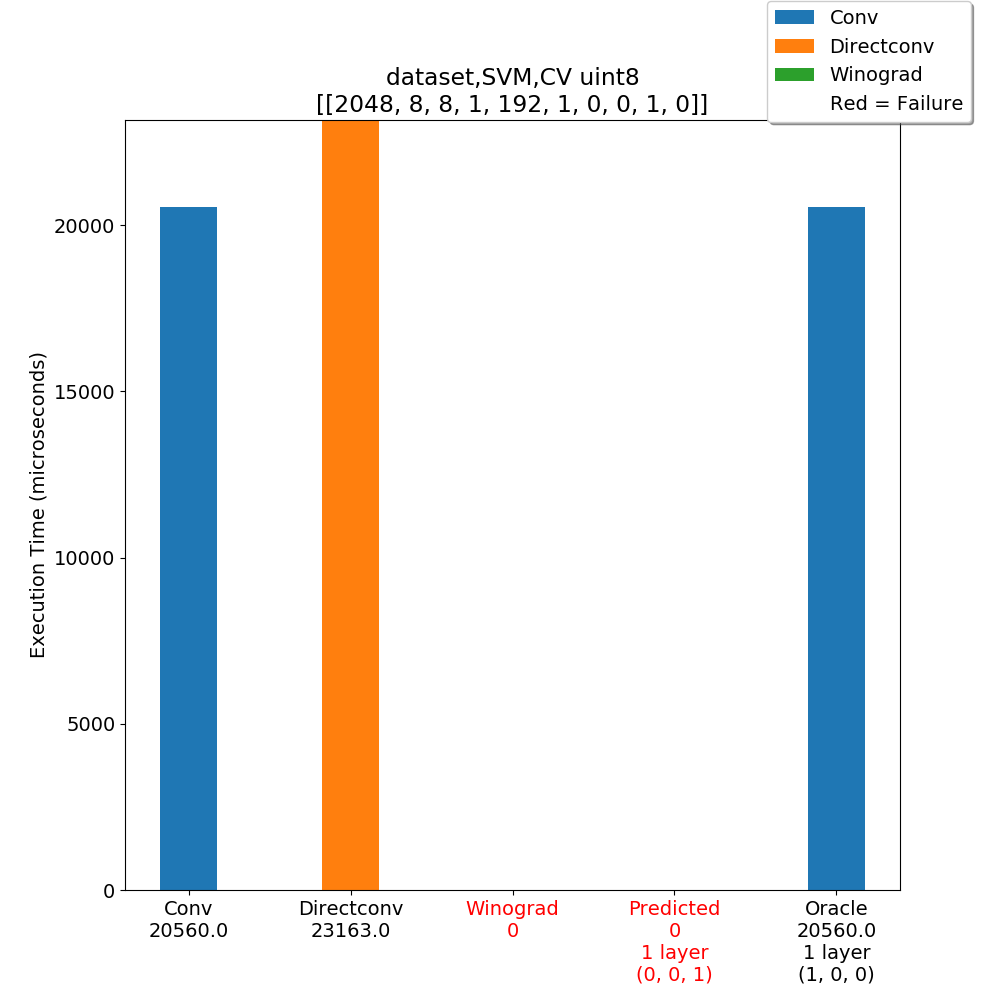 Conv
Directconv
Winograd
Red = Failure
dataset,SVM,CV uint8
[[2048, 8, 8, 1, 192, 1, 0, 0, 1, 0]]
Execution Time (microseconds)
20000
15000
10000
5000
0
Conv
20560.0
Directconv
23163.0
Winograd
0
Predicted
0
1 layer
(0, 0, 1)
Oracle
20560.0
1 layer
(1, 0, 0)